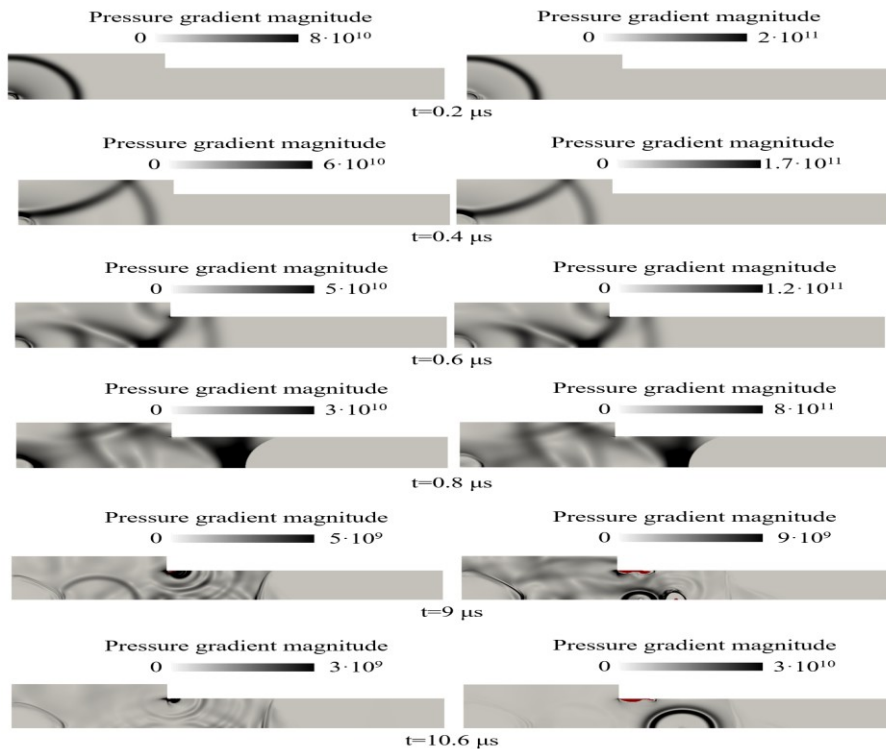 Pressure gradient magnitude Pressure gradient magnitude
0 8·10¹⁰ 0 2·10¹¹
t=0.2 μs
Pressure gradient magnitude Pressure gradient magnitude
0 6·10¹⁰ 0 1.7·10¹¹
t=0.4 μs
Pressure gradient magnitude Pressure gradient magnitude
0 5·10¹⁰ 0 1.2·10¹¹
t=0.6 μs
Pressure gradient magnitude Pressure gradient magnitude
0 3·10¹⁰ 0 8·10¹¹
t=0.8 μs
Pressure gradient magnitude Pressure gradient magnitude
0 5·10⁹ 0 9·10⁹
t=9 μs
Pressure gradient magnitude Pressure gradient magnitude
0 3·10⁹ 0 3·10¹⁰
t=10.6 μs